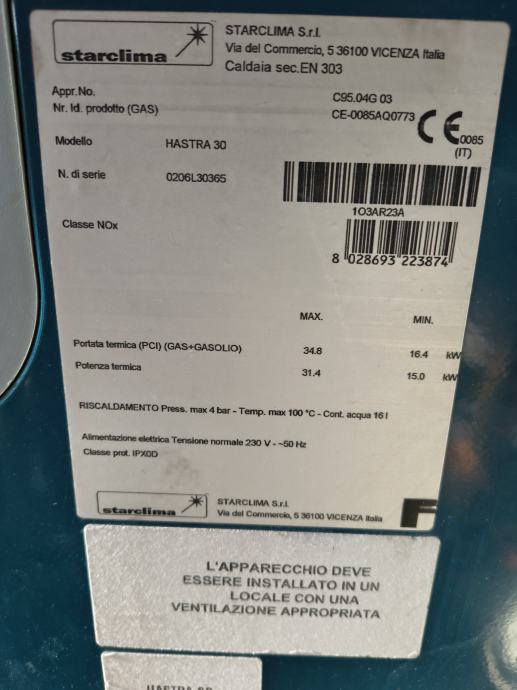 starclima
STARCLIMA S.r.l.
Via del Commercio, 5 36100 VICENZA Italia
Caldaia sec.EN 303
Appr.No. C95.04G 03
Nr. Id. prodotto (GAS) CE-0085AQ0773
CE 0085
(IT)
Modello HASTRA 30
N. di serie 0206L30365
1O3AR23A
Classe NOx
8 028693 223874
MAX. MIN.
Portata termica (PCI) (GAS+GASOLIO) 34.8 16.4 kW
Potenza termica 31.4 15.0 kW
RISCALDAMENTO Press. max 4 bar - Temp. max 100 °C - Cont. acqua 16 l
Alimentazione elettrica Tensione normale 230 V - ~50 Hz
Classe prot. IPX0D
starclima
STARCLIMA S.r.l.
Via del Commercio, 5 36100 VICENZA Italia
F
L'APPARECCHIO DEVE
ESSERE INSTALLATO IN UN
LOCALE CON UNA
VENTILAZIONE APPROPRIATA